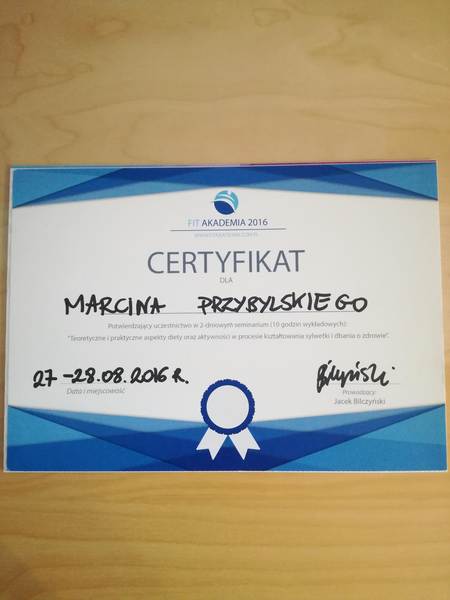 FIT AKADEMIA 2016
CERTYFIKAT
DLA
MARCINA PRZYBYLSKIEGO
Potwierdzający uczestnictwo w 2-dniowym seminarium (10 godzin wykładowych):
"Teoretyczne i praktyczne aspekty diety oraz aktywności w procesie kształtowania sylwetki i dbania o zdrowie".
27-28.08.2016 R.
Data i miejscowość
Prowadzący:
Jacek Bilczyński